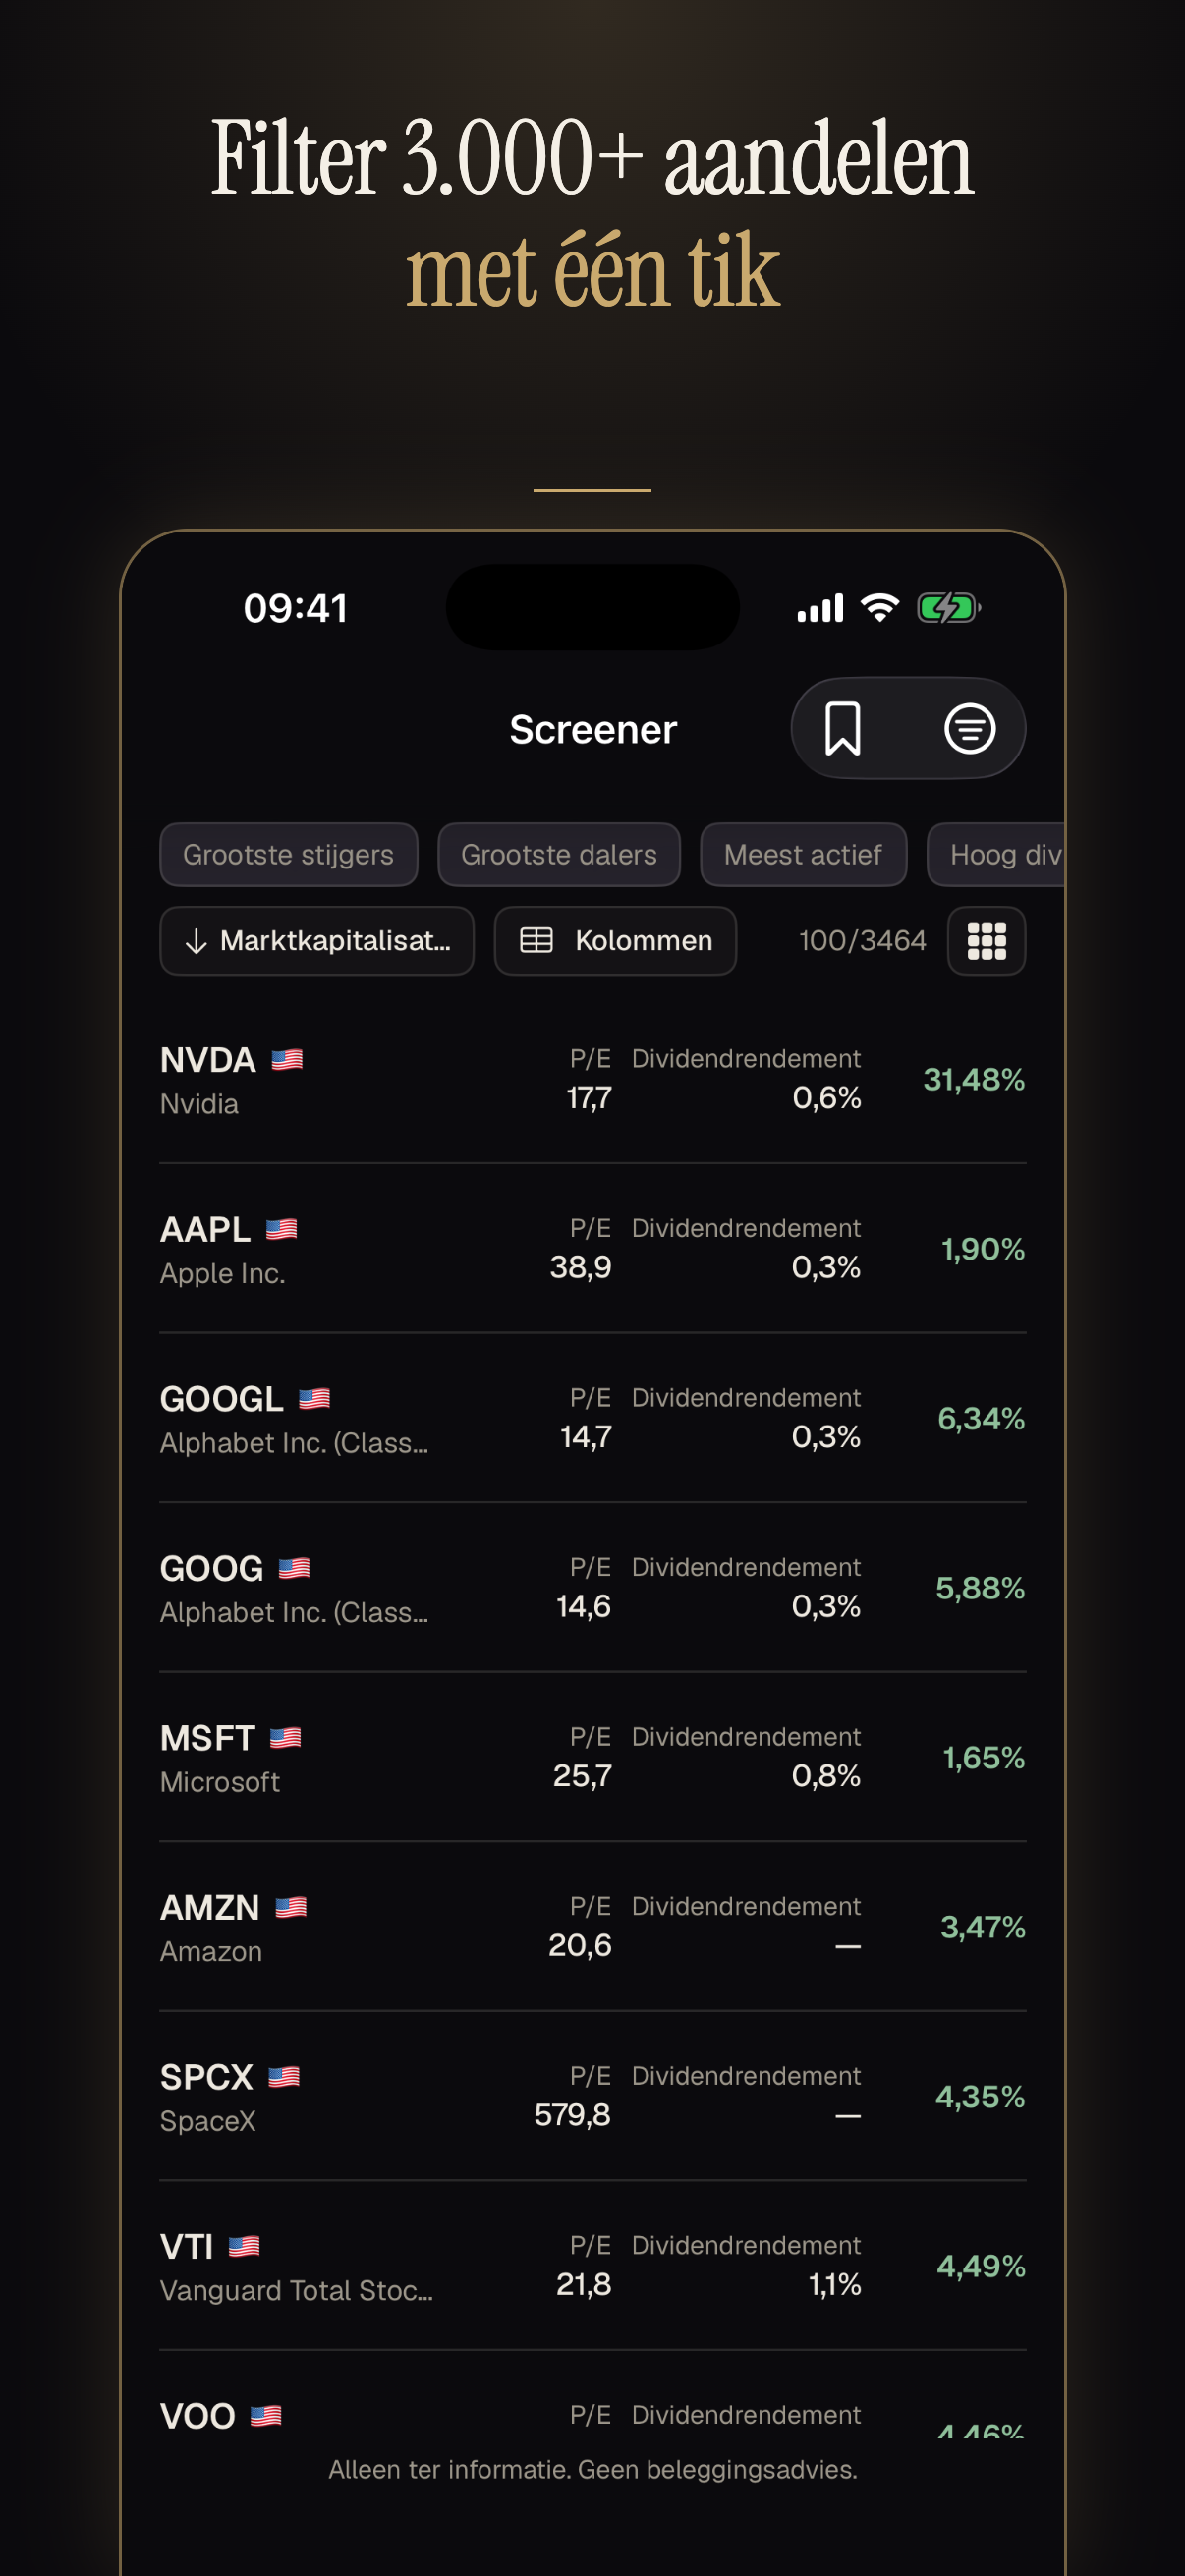 Filter 3.000+ aandelen
met één tik
09:41
Screener
Grootste stijgers Grootste dalers Meest actief Hoog div
Marktkapitalisat... Kolommen 100/3464
NVDA P/E Dividendrendement 31,48%
Nvidia 17,7 0,6%
AAPL P/E Dividendrendement 1,90%
Apple Inc. 38,9 0,3%
GOOGL P/E Dividendrendement 6,34%
Alphabet Inc. (Class... 14,7 0,3%
GOOG P/E Dividendrendement 5,88%
Alphabet Inc. (Class... 14,6 0,3%
MSFT P/E Dividendrendement 1,65%
Microsoft 25,7 0,8%
AMZN P/E Dividendrendement 3,47%
Amazon 20,6 —
SPCX P/E Dividendrendement 4,35%
SpaceX 579,8 —
VTI P/E Dividendrendement 4,49%
Vanguard Total Stoc... 21,8 1,1%
VOO P/E Dividendrendement 4,46%
Alleen ter informatie. Geen beleggingsadvies.